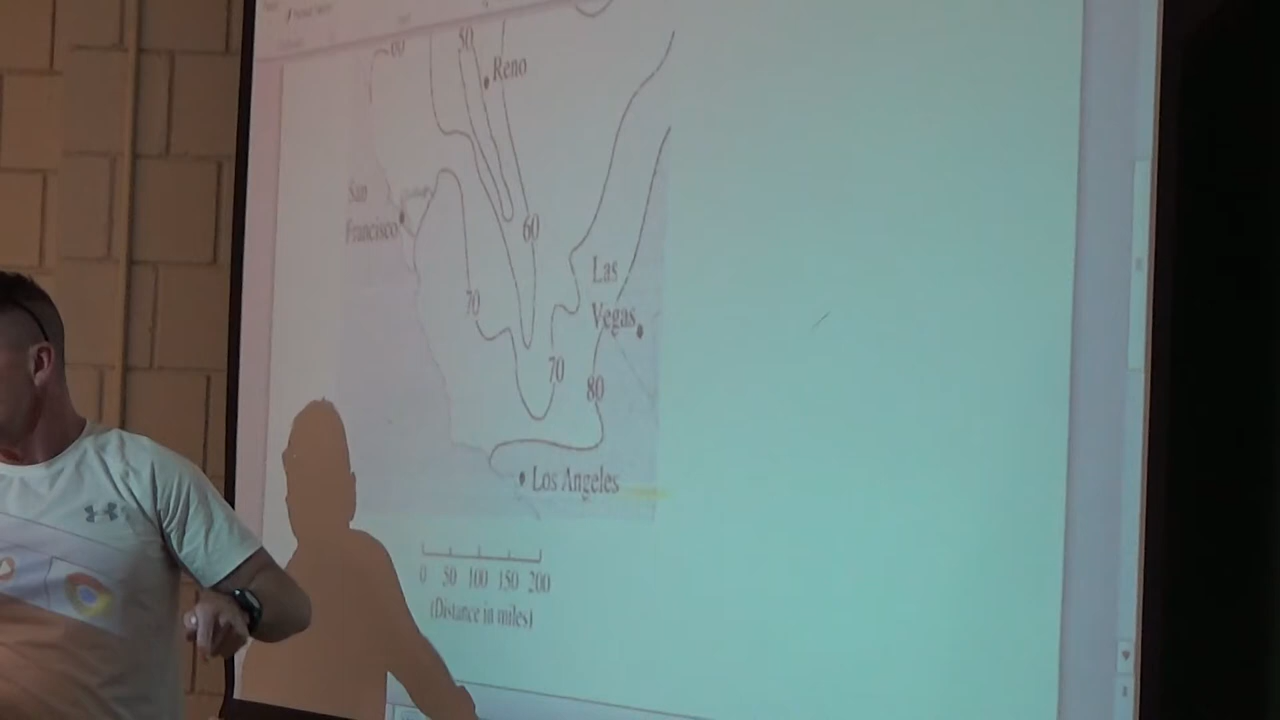 60
50
Reno
San
Francisco
60
Las
Vegas
70
70
80
Los Angeles
0 50 100 150 200
(Distance in miles)